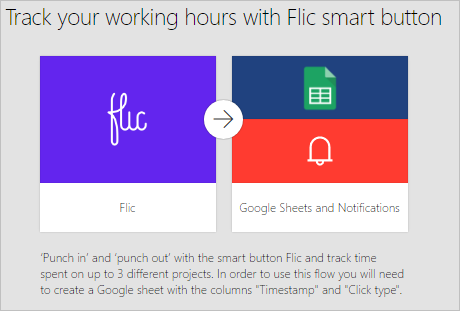 Track your working hours with Flic smart button
flic
Flic
Google Sheets and Notifications
'Punch in' and 'punch out' with the smart button Flic and track time
spent on up to 3 different projects. In order to use this flow you will need
to create a Google sheet with the columns "Timestamp" and "Click type".